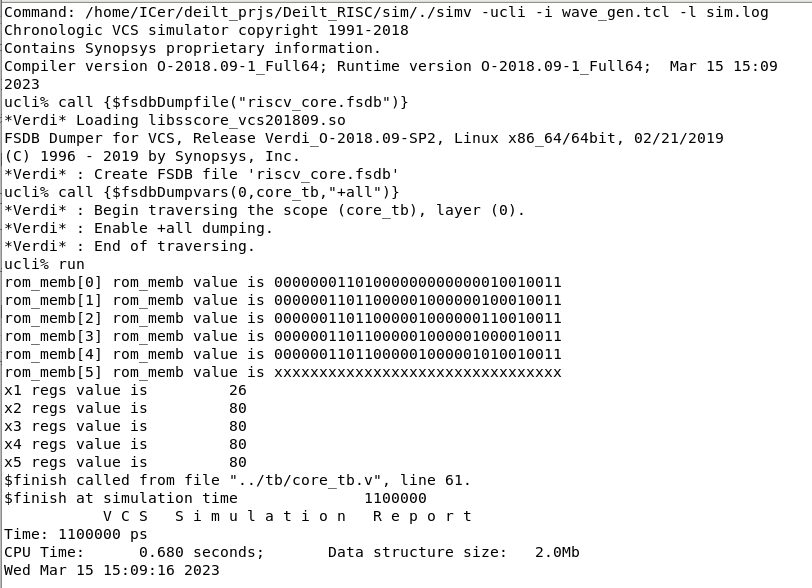 Command: /home/ICer/deilt_prjs/Deilt_RISC/sim/./simv -ucli -i wave_gen.tcl -l sim.log
Chronologic VCS simulator copyright 1991-2018
Contains Synopsys proprietary information.
Compiler version O-2018.09-1_Full64; Runtime version O-2018.09-1_Full64;  Mar 15 15:09
2023
ucli% call {$fsdbDumpfile("riscv_core.fsdb")}
*Verdi* Loading libsscore_vcs201809.so
FSDB Dumper for VCS, Release Verdi_O-2018.09-SP2, Linux x86_64/64bit, 02/21/2019
(C) 1996 - 2019 by Synopsys, Inc.
*Verdi* : Create FSDB file 'riscv_core.fsdb'
ucli% call {$fsdbDumpvars(0,core_tb,"+all")}
*Verdi* : Begin traversing the scope (core_tb), layer (0).
*Verdi* : Enable +all dumping.
*Verdi* : End of traversing.
ucli% run
rom_memb[0] rom_memb value is 00000001101000000000000010010011
rom_memb[1] rom_memb value is 00000011011000001000000100010011
rom_memb[2] rom_memb value is 00000011011000001000000110010011
rom_memb[3] rom_memb value is 00000011011000001000001000010011
rom_memb[4] rom_memb value is 00000011011000001000001010010011
rom_memb[5] rom_memb value is xxxxxxxxxxxxxxxxxxxxxxxxxxxxxxxx
x1 regs value is         26
x2 regs value is         80
x3 regs value is         80
x4 regs value is         80
x5 regs value is         80
$finish called from file "../tb/core_tb.v", line 61.
$finish at simulation time              1100000
           V C S   S i m u l a t i o n   R e p o r t
Time: 1100000 ps
CPU Time:      0.680 seconds;       Data structure size:   2.0Mb
Wed Mar 15 15:09:16 2023